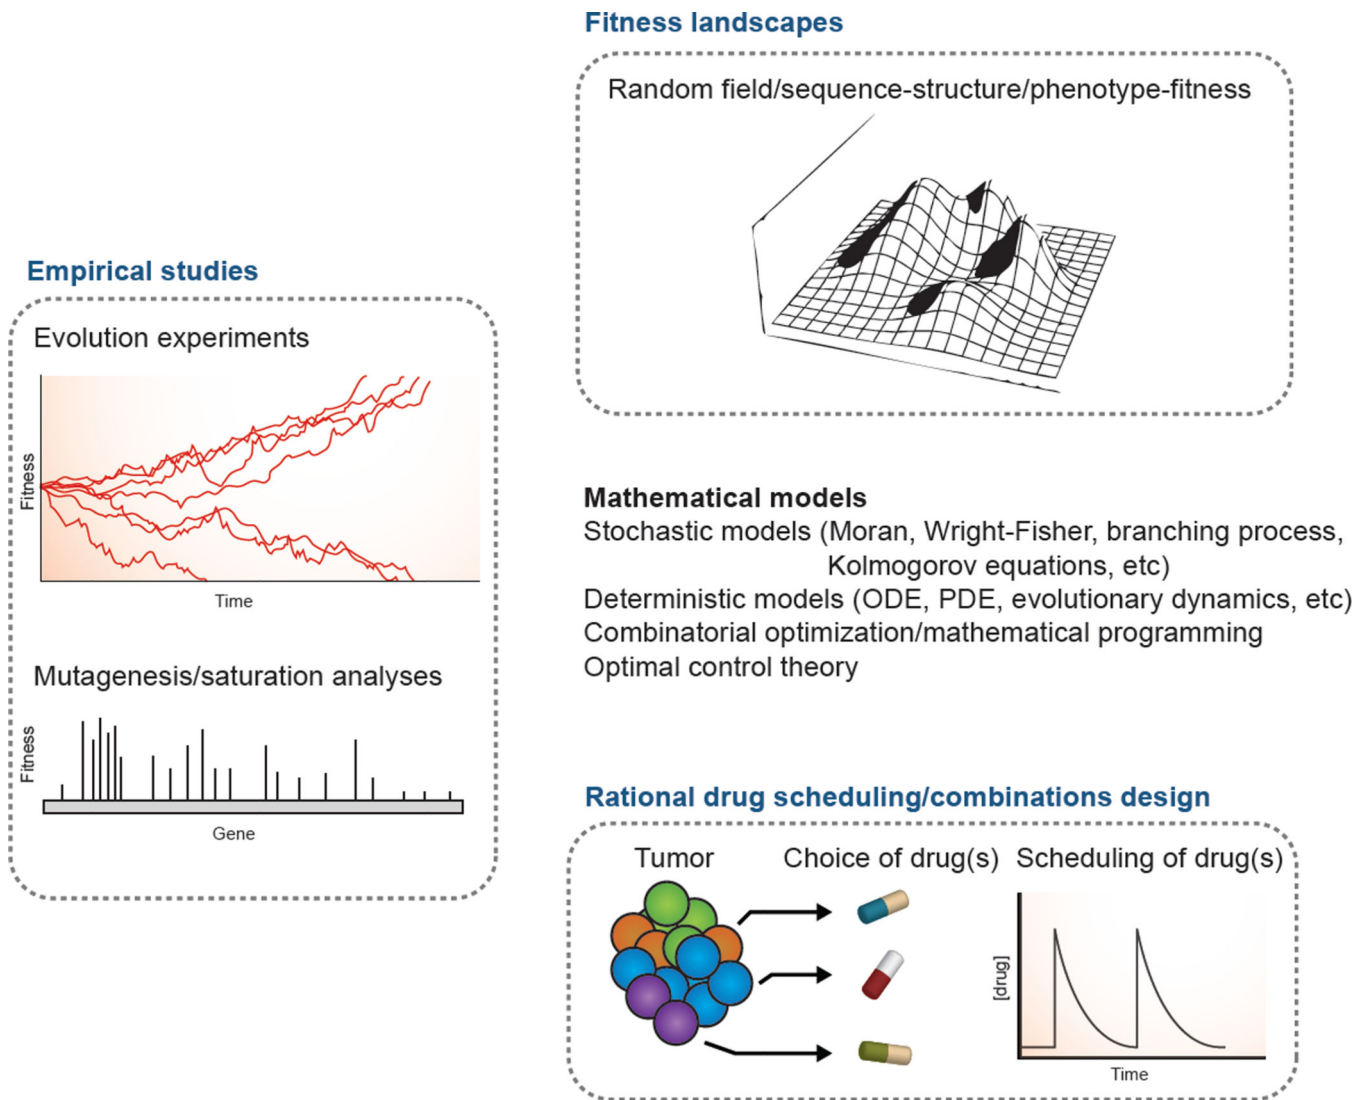 Fitness landscapes
Random field/sequence-structure/phenotype-fitness
Empirical studies
Evolution experiments
Fitness
Time
Mutagenesis/saturation analyses
Fitness
Gene
Mathematical models
Stochastic models (Moran, Wright-Fisher, branching process,
Kolmogorov equations, etc)
Deterministic models (ODE, PDE, evolutionary dynamics, etc)
Combinatorial optimization/mathematical programming
Optimal control theory
Rational drug scheduling/combinations design
Tumor
Choice of drug(s)
Scheduling of drug(s)
[drug]
Time